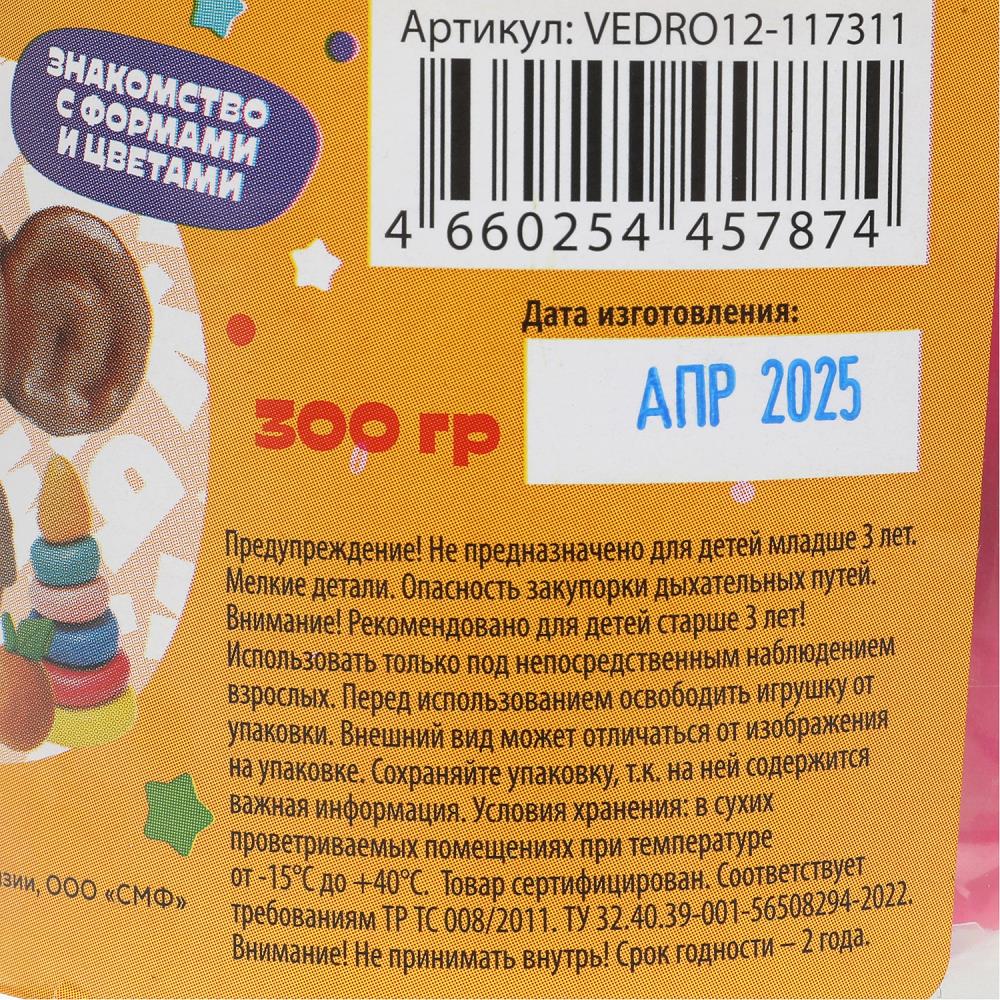 Артикул: VEDRO12-117311
ЗНАКОМСТВО
С ФОРМАМИ
И ЦВЕТАМИ
4 660254 457874
Дата изготовления:
АПР 2025
300 гр
Предупреждение! Не предназначено для детей младше 3 лет.
Мелкие детали. Опасность закупорки дыхательных путей.
Внимание! Рекомендовано для детей старше 3 лет!
Использовать только под непосредственным наблюдением
взрослых. Перед использованием освободить игрушку от
упаковки. Внешний вид может отличаться от изображения
на упаковке. Сохраняйте упаковку, т.к. на ней содержится
важная информация. Условия хранения: в сухих
проветриваемых помещениях при температуре
от -15°C до +40°C. Товар сертифицирован. Соответствует
требованиям ТР ТС 008/2011. ТУ 32.40.39-001-56508294-2022.
Внимание! Не принимать внутрь! Срок годности – 2 года.
ООО «СМФ»